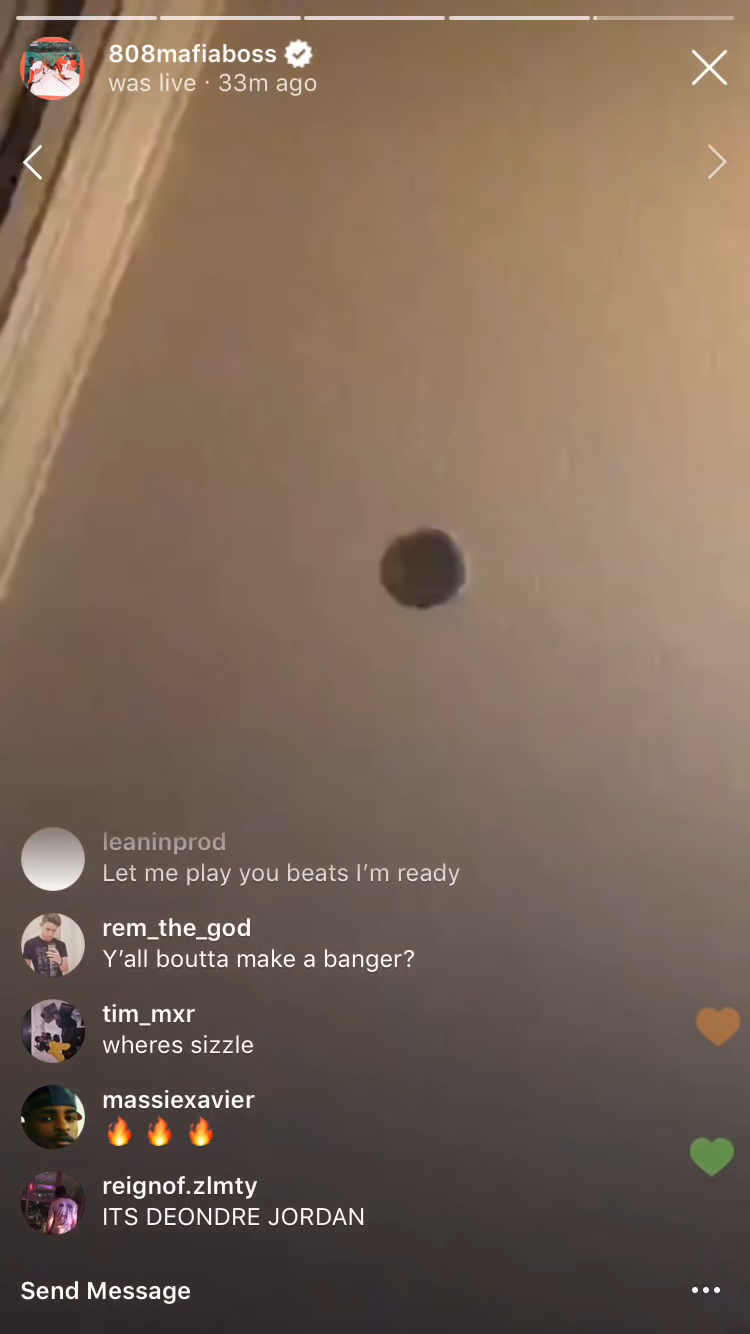 808mafiaboss
was live · 33m ago
leaninprod
Let me play you beats I’m ready
rem_the_god
Y’all boutta make a banger?
tim_mxr
wheres sizzle
massiexavier
🔥 🔥 🔥
reignof.zlmty
ITS DEONDRE JORDAN
Send Message